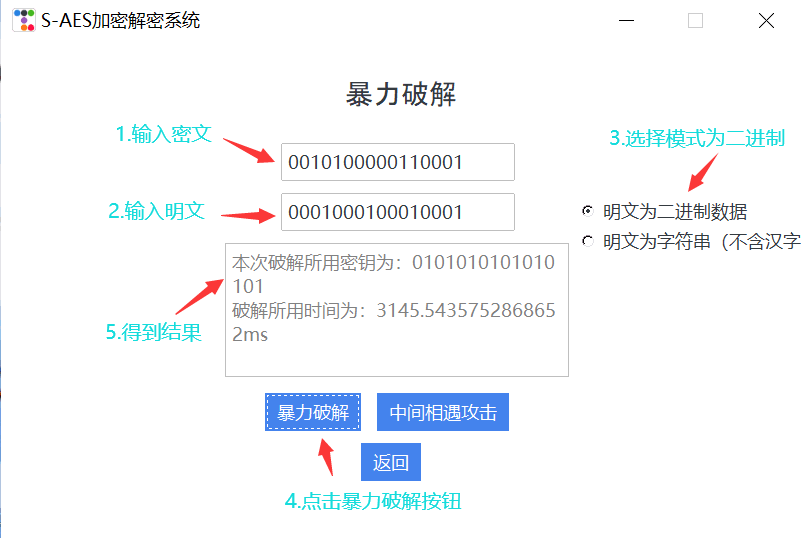 S-AES加密解密系统
暴力破解
1.输入密文
0010100000110001
3.选择模式为二进制
2.输入明文
0001000100010001
明文为二进制数据
明文为字符串（不含汉字
本次破解所用密钥为：0101010101010
101
破解所用时间为：3145.543575286865
2ms
5.得到结果
暴力破解
中间相遇攻击
返回
4.点击暴力破解按钮